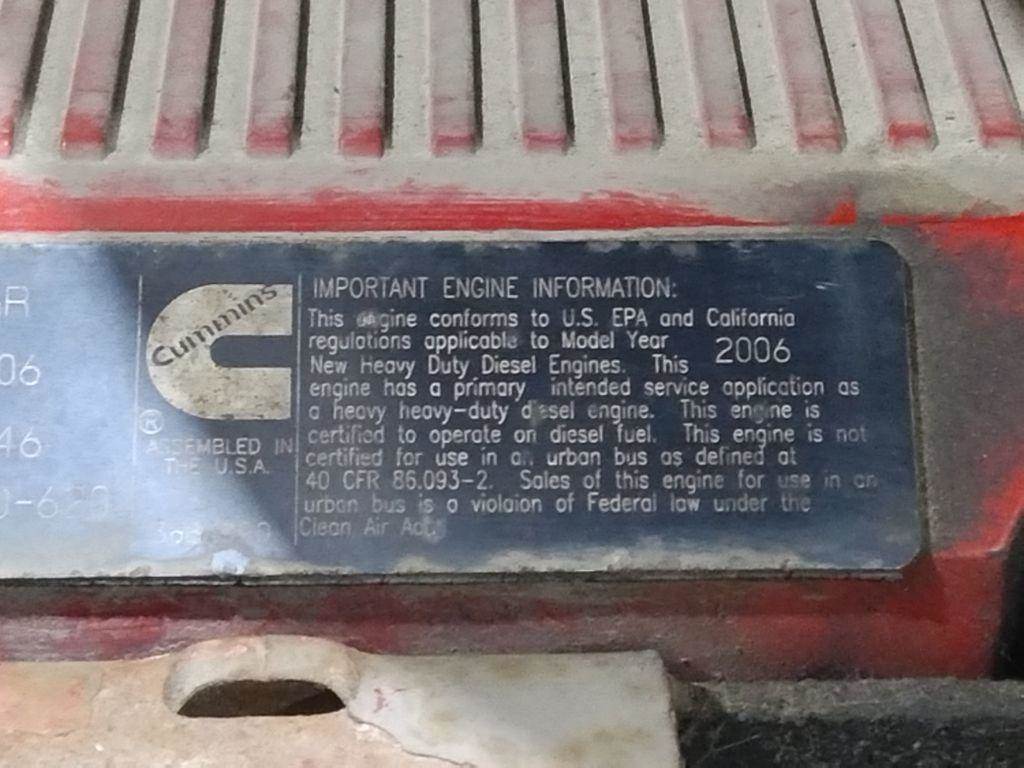 06
46
Cummins
®
ASSEMBLED IN
THE U.S.A.
IMPORTANT ENGINE INFORMATION:
This engine conforms to U.S. EPA and California
regulations applicable to Model Year
2006
New Heavy Duty Diesel Engines. This
engine has a primary intended service application as
a heavy heavy-duty diesel engine. This engine is
certified to operate on diesel fuel. This engine is not
certified for use in an urban bus as defined at
40 CFR 86.093-2. Sales of this engine for use in an
urban bus is a violaion of Federal law under the
Clean Air Act.